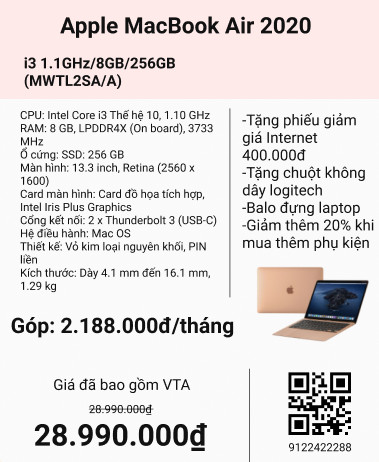 Apple MacBook Air 2020
i3 1.1GHz/8GB/256GB
(MWTL2SA/A)
CPU: Intel Core i3 Thế hệ 10, 1.10 GHz
RAM: 8 GB, LPDDR4X (On board), 3733
MHz
Ổ cứng: SSD: 256 GB
Màn hình: 13.3 inch, Retina (2560 x
1600)
Card màn hình: Card đồ họa tích hợp,
Intel Iris Plus Graphics
Cổng kết nối: 2 x Thunderbolt 3 (USB-C)
Hệ điều hành: Mac OS
Thiết kế: Vỏ kim loại nguyên khối, PIN
liền
Kích thước: Dày 4.1 mm đến 16.1 mm,
1.29 kg
-Tặng phiếu giảm
giá Internet
400.000đ
-Tặng chuột không
dây logitech
-Balo đựng laptop
-Giảm thêm 20% khi
mua thêm phụ kiện
Góp: 2.188.000đ/tháng
Giá đã bao gồm VTA
28.990.000₫
28.990.000₫
9122422288